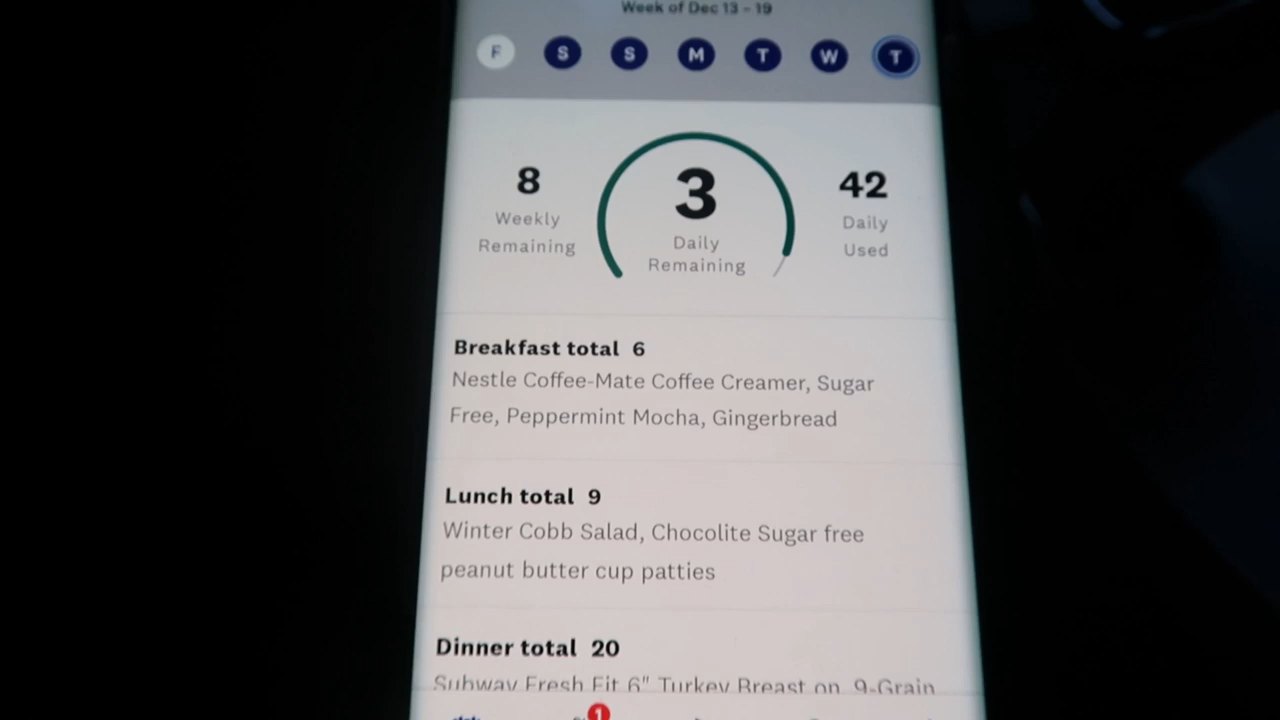 Week of Dec 13 - 19
F S S M T W T
8
Weekly
Remaining
3
Daily
Remaining
42
Daily
Used
Breakfast total 6
Nestle Coffee-Mate Coffee Creamer, Sugar
Free, Peppermint Mocha, Gingerbread
Lunch total 9
Winter Cobb Salad, Chocolite Sugar free
peanut butter cup patties
Dinner total 20
Subway Fresh Fit 6" Turkey Breast on 9-Grain
1